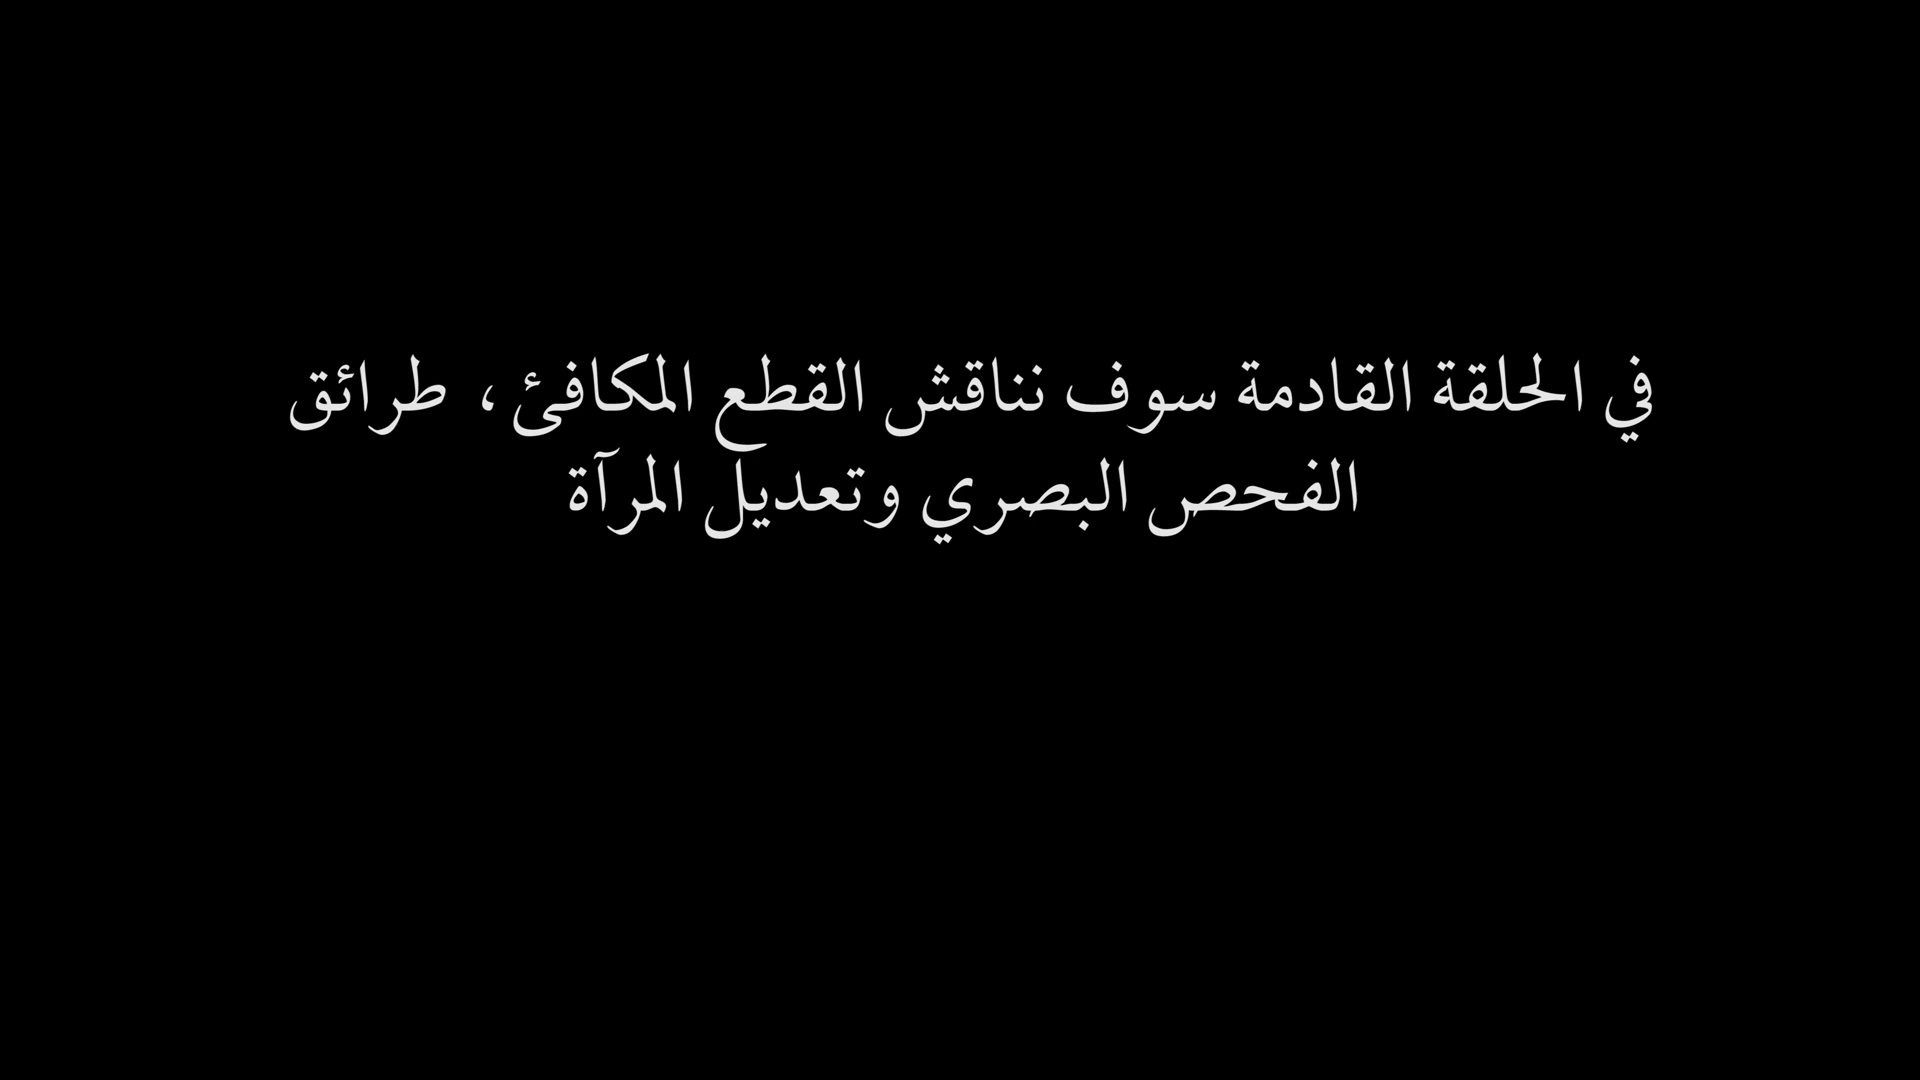 في الحلقة القادمة سوف نناقش القطع المكافئ، طرائق
الفحص البصري وتعديل المرآة